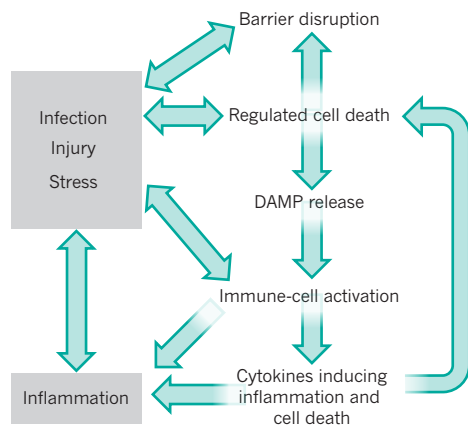 Barrier disruption
Infection
Injury
Stress
Regulated cell death
DAMP release
Immune-cell activation
Inflammation
Cytokines inducing
inflammation and
cell death